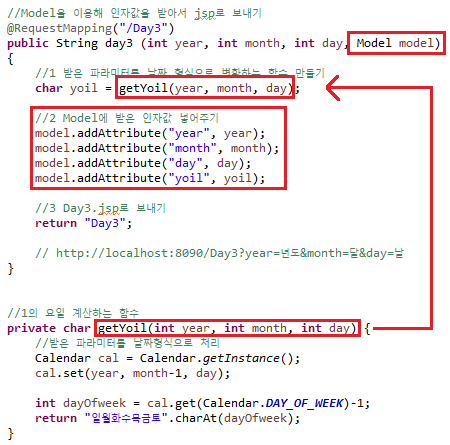 //Model을 이용해 인자값을 받아서 jsp로 보내기
@RequestMapping("/Day3")
public String day3 (int year, int month, int day, Model model)
{
//1 받은 파라미터를 날짜 형식으로 변환하는 함수 만들기
char yoil = getYoil(year, month, day);
//2 Model에 받은 인자값 넣어주기
model.addAttribute("year", year);
model.addAttribute("month", month);
model.addAttribute("day", day);
model.addAttribute("yoil", yoil);
//3 Day3.jsp로 보내기
return "Day3";
// http://localhost:8090/Day3?year=년도&month=달&day=날
}
//1의 요일 계산하는 함수
private char getYoil(int year, int month, int day) {
//받은 파라미터를 날짜형식으로 처리
Calendar cal = Calendar.getInstance();
cal.set(year, month-1, day);
int dayOfweek = cal.get(Calendar.DAY_OF_WEEK)-1;
return "일월화수목금토".charAt(dayOfweek);
}